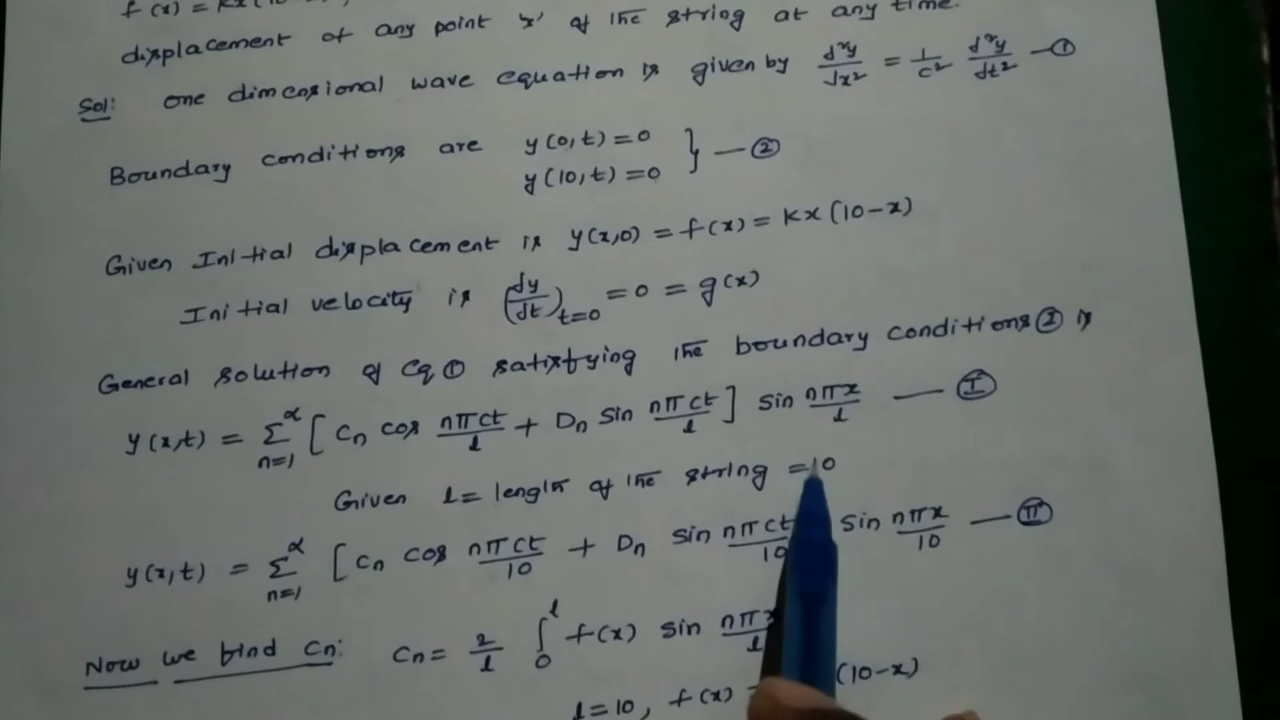 f(x) = kx(10
displacement of any point 'x' of the string at any time.
Sol: one dimensional wave equation is given by d²y/dx² = 1/c² d²y/dt² — ①
Boundary conditions are y(0,t)=0
y(10,t)=0 } — ②
Given Initial displacement is y(x,0) = f(x) = kx(10-x)
Initial velocity is (dy/dt)t=0 = 0 = g(x)
General solution of eq ① satisfying the boundary conditions ② is
y(x,t) = Σ n=1 ∝ [ Cn cos nπct/l + Dn sin nπct/l ] sin nπx/l — Ⅰ
Given l = length of the string = 10
y(x,t) = Σ n=1 ∝ [ Cn cos nπct/10 + Dn sin nπct/10 sin nπx/10 — Ⅱ
Now we find Cn: Cn = 2/l ∫ 0 l f(x) sin nπx/l
l=10, f(x) = (10-x)